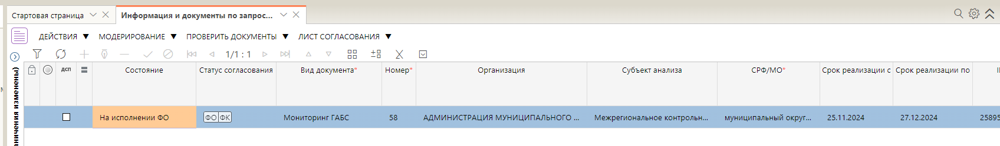 Стартовая страница
Информация и документы по запрос...
ДЕЙСТВИЯ ▼ МОДЕРИРОВАНИЕ ▼ ПРОВЕРИТЬ ДОКУМЕНТЫ ▼ ЛИСТ СОГЛАСОВАНИЯ ▼
1/1 : 1
аничения изменены)
дсп Состояние Статус согласования Вид документа* Номер* Организация Субъект анализа СРФ/МО* Срок реализации с Срок реализации по
На исполнении ФО ФО ФК Мониторинг ГАБС 58 АДМИНИСТРАЦИЯ МУНИЦИПАЛЬНОГО ... Межрегиональное контрольн... муниципальный округ... 25.11.2024 27.12.2024 25895